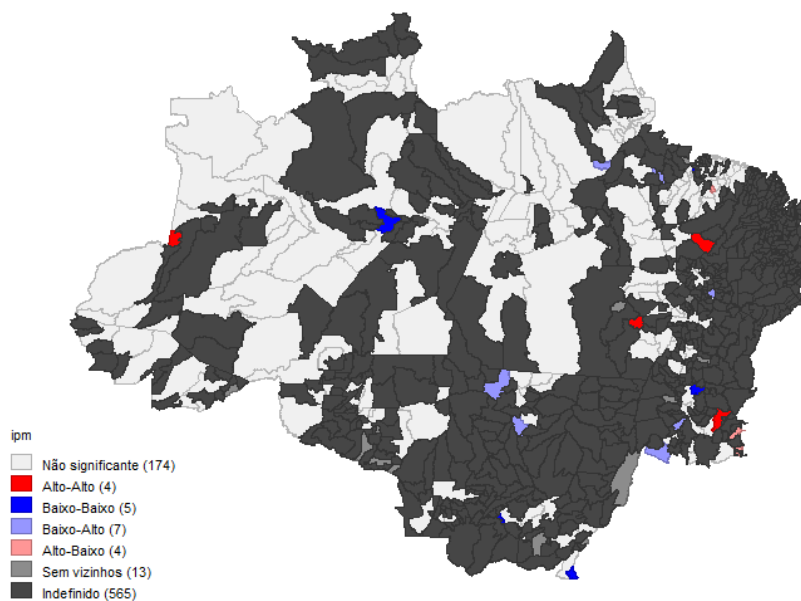 ipm
Não significante (174)
Alto-Alto (4)
Baixo-Baixo (5)
Baixo-Alto (7)
Alto-Baixo (4)
Sem vizinhos (13)
Indefinido (565)